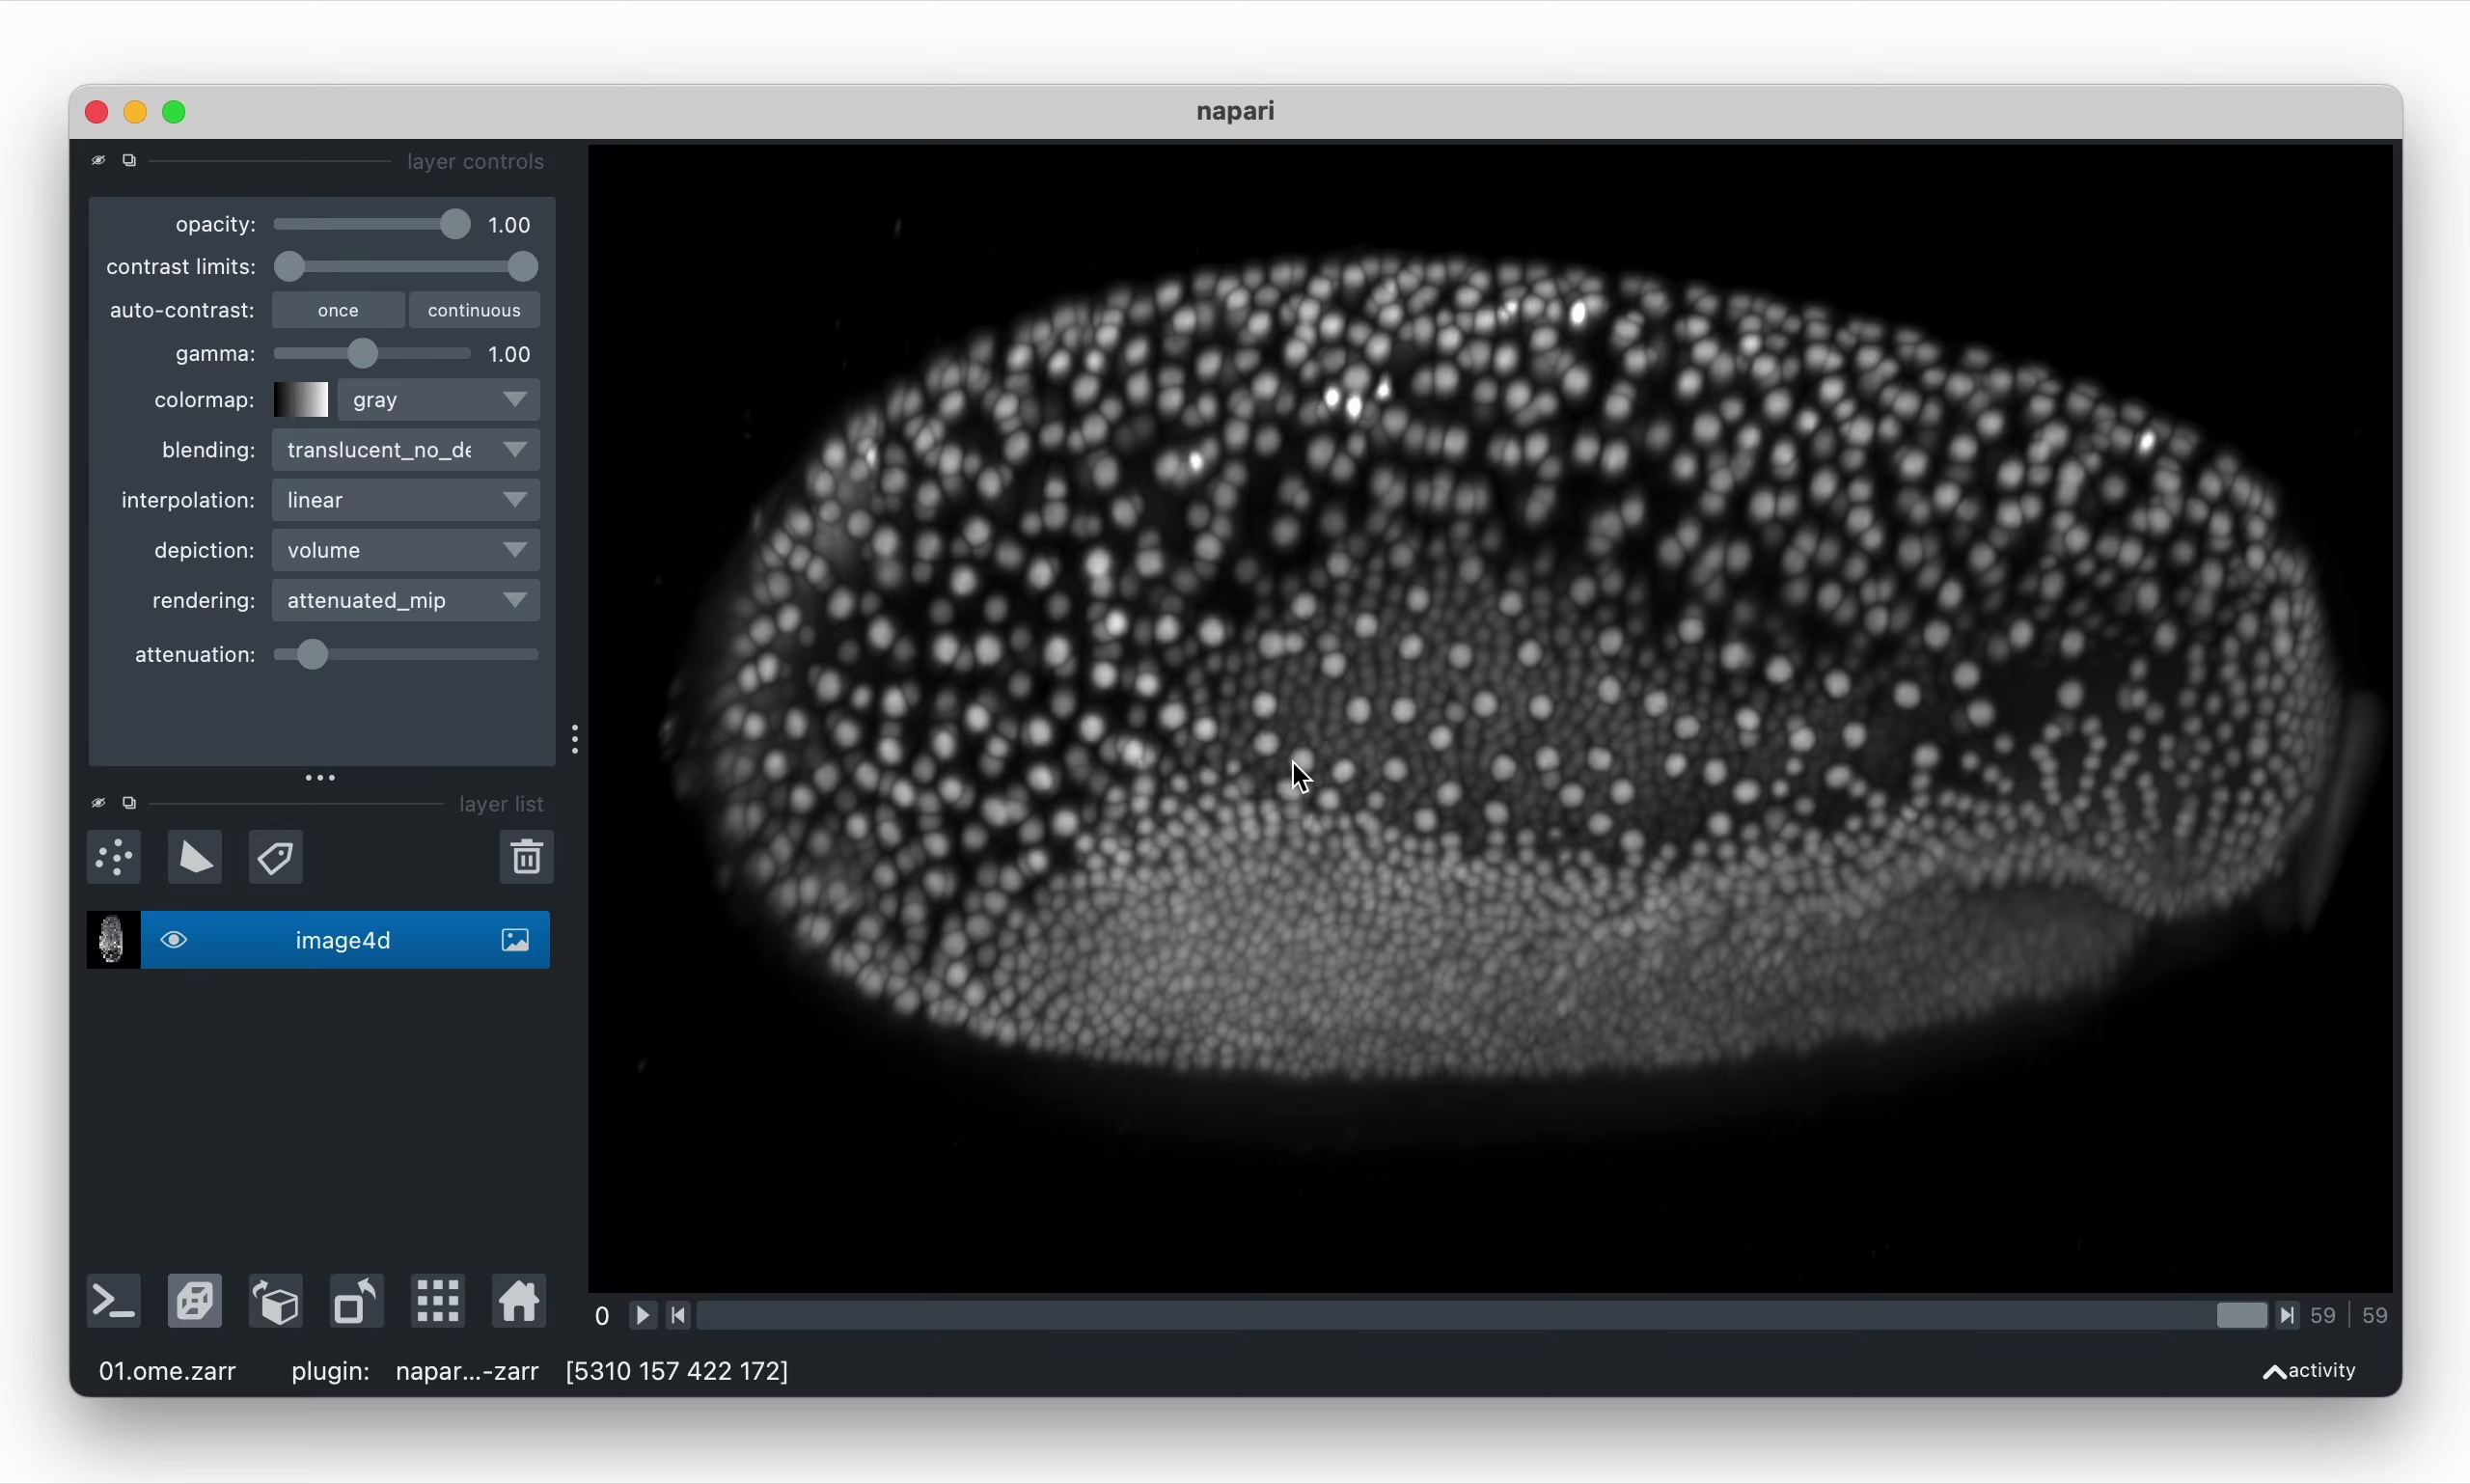 napari
layer controls
opacity: 1.00
contrast limits:
auto-contrast: once continuous
gamma: 1.00
colormap: gray
blending: translucent_no_de
interpolation: linear
depiction: volume
rendering: attenuated_mip
attenuation:
layer list
image4d
0 59 59
01.ome.zarr plugin: napar...-zarr [5310 157 422 172] activity